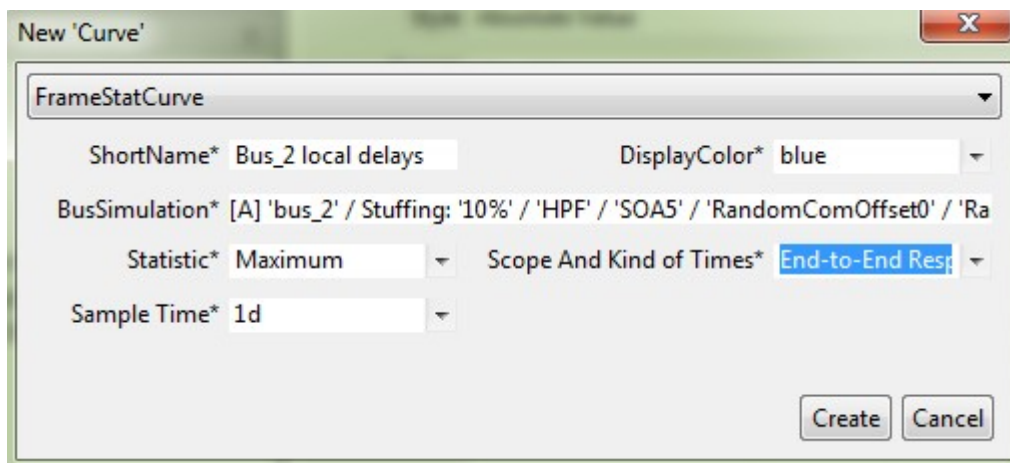 New 'Curve'
FrameStatCurve
ShortName* Bus_2 local delays DisplayColor* blue
BusSimulation* [A] 'bus_2' / Stuffing: '10%' / 'HPF' / 'SOA5' / 'RandomComOffset0' / 'Ra
Statistic* Maximum Scope And Kind of Times* End-to-End Resp
Sample Time* 1d
Create Cancel